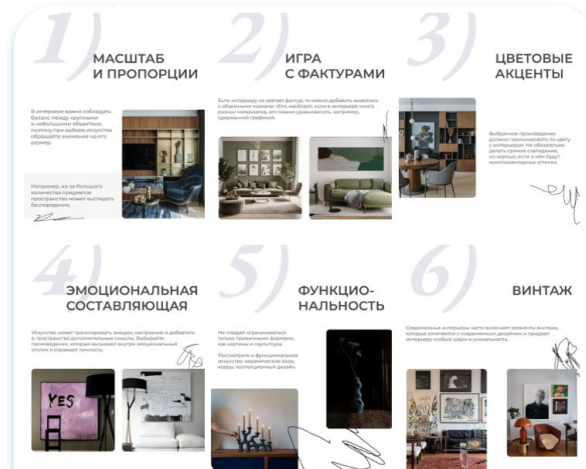 1)
МАСШТАБ
И ПРОПОРЦИИ
В интерьере важно соблюдать
баланс между крупными
и небольшими объектами,
поэтому при выборе искусства
обращайте внимание на его
размер.
Например, из-за большого
количества предметов
пространство может выглядеть
беспорядочно.
2)
ИГРА
С ФАКТУРАМИ
Если интерьеру не хватает фактур, то можно добавить живопись
с объемными мазками. Или, наоборот, если в интерьере много
разных материалов, его можно уравновесить, например,
сдержанной графикой.
3)
ЦВЕТОВЫЕ
АКЦЕНТЫ
Выбранное произведение
должно гармонировать по цвету
с интерьером. Не обязательно
делать прямое совпадение,
но хорошо, если в нём будут
комплиментарные оттенки.
4)
ЭМОЦИОНАЛЬНАЯ
СОСТАВЛЯЮЩАЯ
Искусство может транслировать эмоции, настроение и добавлять
в пространство дополнительные смыслы. Выбирайте
произведения, которые вызывают внутри эмоциональный
отклик и отражают личность.
YES
5)
ФУНКЦИО-
НАЛЬНОСТЬ
Не следует ограничиваться
только привычными формами,
как картины и скульптура.
Рассмотрите и функциональное
искусство: керамические вазы,
ковры, коллекционный дизайн.
6)
ВИНТАЖ
Современные интерьеры часто включают элементы винтажа,
которые сочетаются с современным дизайном и придают
интерьеру особый шарм и уникальность.